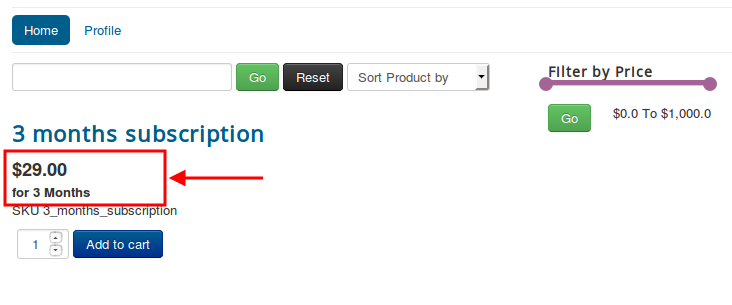 Home Profile
Go Reset Sort Product by
Filter by Price
Go $0.0 To $1,000.0
3 months subscription
$29.00
for 3 Months
SKU 3_months_subscription
1 Add to cart